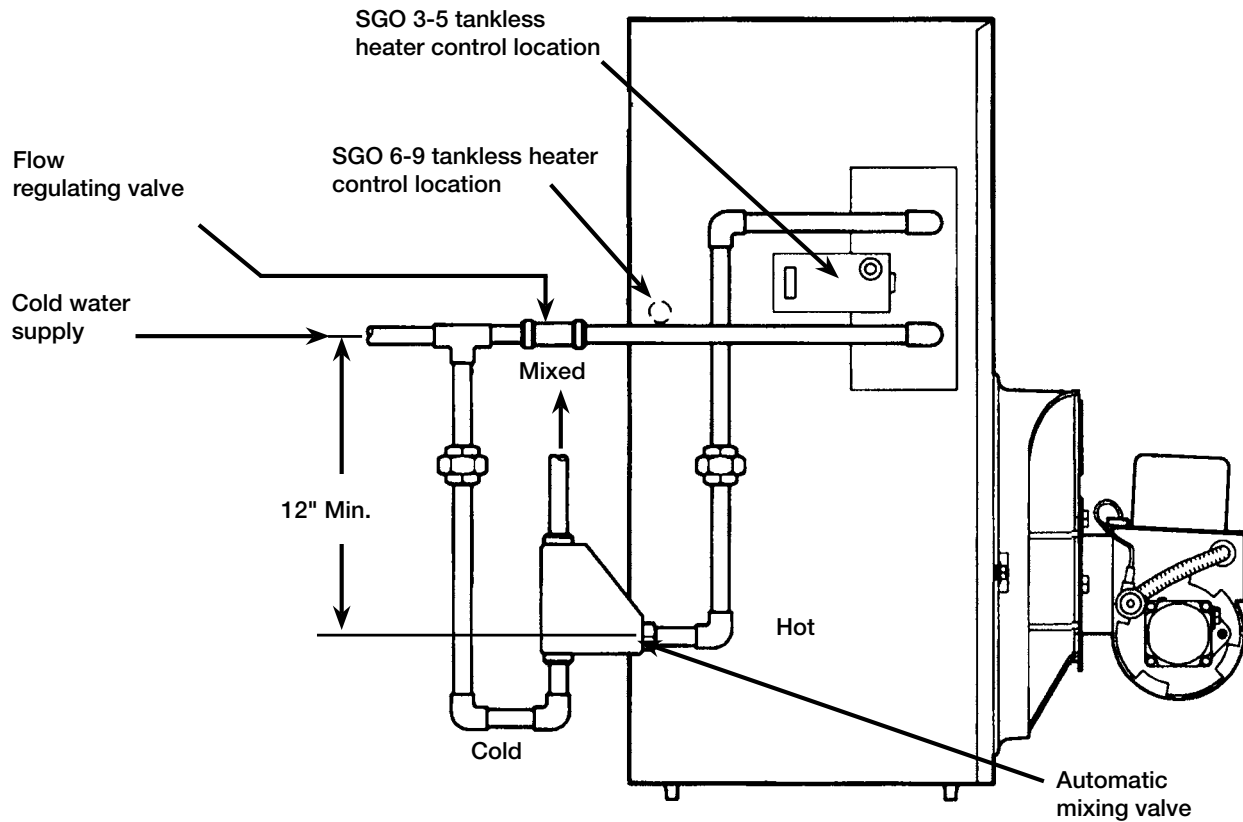 SGO 3-5 tankless
heater control location
SGO 6-9 tankless heater
control location
Flow
regulating valve
Cold water
supply
Mixed
12" Min.
Hot
Cold
Automatic
mixing valve